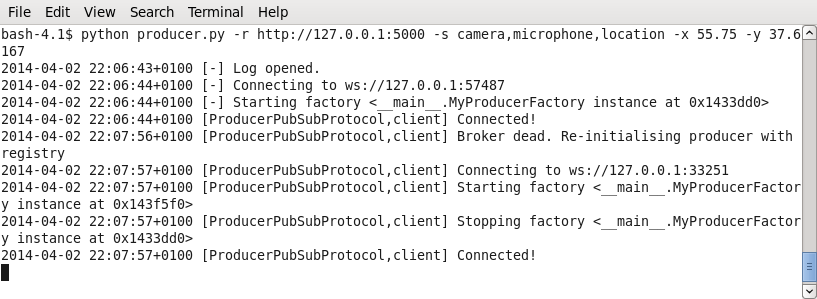 File Edit View Search Terminal Help
bash-4.1$ python producer.py -r http://127.0.0.1:5000 -s camera,microphone,location -x 55.75 -y 37.6
167
2014-04-02 22:06:43+0100 [-] Log opened.
2014-04-02 22:06:44+0100 [-] Connecting to ws://127.0.0.1:57487
2014-04-02 22:06:44+0100 [-] Starting factory <__main__.MyProducerFactory instance at 0x1433dd0>
2014-04-02 22:06:44+0100 [ProducerPubSubProtocol,client] Connected!
2014-04-02 22:07:56+0100 [ProducerPubSubProtocol,client] Broker dead. Re-initialising producer with
registry
2014-04-02 22:07:57+0100 [ProducerPubSubProtocol,client] Connecting to ws://127.0.0.1:33251
2014-04-02 22:07:57+0100 [ProducerPubSubProtocol,client] Starting factory <__main__.MyProducerFactor
y instance at 0x143f5f0>
2014-04-02 22:07:57+0100 [ProducerPubSubProtocol,client] Stopping factory <__main__.MyProducerFactor
y instance at 0x1433dd0>
2014-04-02 22:07:57+0100 [ProducerPubSubProtocol,client] Connected!